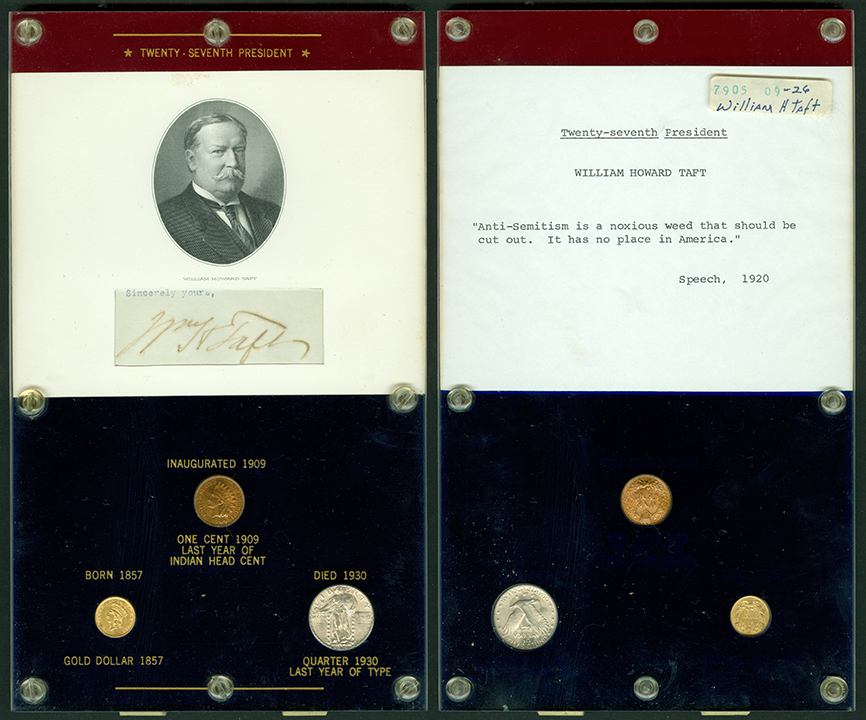 ★ TWENTY-SEVENTH PRESIDENT ★
WILLIAM HOWARD TAFT
Sincerely yours,
Wm H Taft
INAUGURATED 1909
ONE CENT 1909
LAST YEAR OF
INDIAN HEAD CENT
BORN 1857
GOLD DOLLAR 1857
DIED 1930
QUARTER 1930
LAST YEAR OF TYPE
7905 09-26
William H Taft
Twenty-seventh President
WILLIAM HOWARD TAFT
"Anti-Semitism is a noxious weed that should be
cut out. It has no place in America."
Speech, 1920